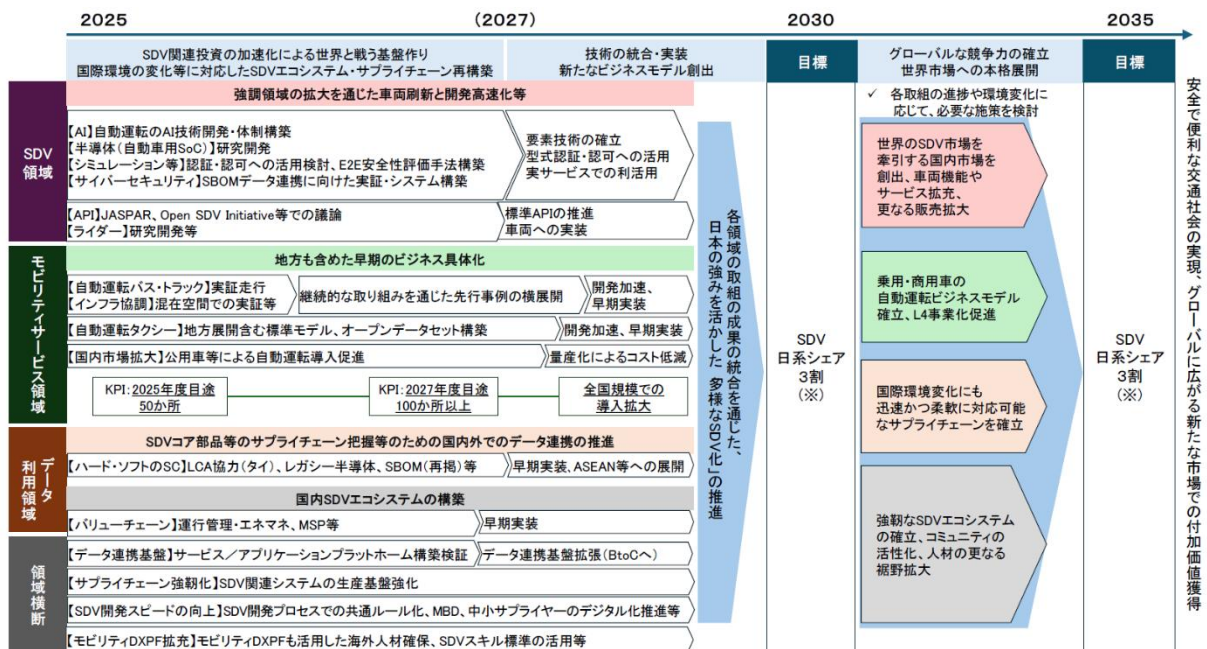 2025
(2027)
2030
2035
SDV関連投資の加速化による世界と戦う基盤作り
国際環境の変化等に対応したSDVエコシステム・サプライチェーン再構築
技術の統合・実装
新たなビジネスモデル創出
目標
グローバルな競争力の確立
世界市場への本格展開
目標
✓ 各取組の進捗や環境変化に
応じて、必要な施策を検討
SDV
領域
強調領域の拡大を通じた車両刷新と開発高速化等
【AI】自動運転のAI技術開発・体制構築
【半導体(自動車用SoC)】研究開発
【シミュレーション等】認証・認可への活用検討、E2E安全性評価手法構築
【サイバーセキュリティ】SBOMデータ連携に向けた実証・システム構築
要素技術の確立
型式認証・認可への活用
実サービスでの利活用
【API】JASPAR、Open SDV Initiative等での議論
【ライダー】研究開発等
標準APIの推進
車両への実装
モビリティサービス領域
地方も含めた早期のビジネス具体化
【自動運転バス・トラック】実証走行
【インフラ協調】混在空間での実証等
継続的な取り組みを通じた先行事例の横展開
開発加速、
早期実装
【自動運転タクシー】地方展開含む標準モデル、オープンデータセット構築
開発加速、早期実装
【国内市場拡大】公用車等による自動運転導入促進
量産化によるコスト低減
KPI:2025年度目途
50か所
KPI:2027年度目途
100か所以上
全国規模での
導入拡大
データ
利用領域
SDVコア部品等のサプライチェーン把握等のための国内外でのデータ連携の推進
【ハード・ソフトのSC】LCA協力(タイ)、レガシー半導体、SBOM(再掲)等
早期実装、ASEAN等への展開
国内SDVエコシステムの構築
【バリューチェーン】運行管理・エネマネ、MSP等
早期実装
領域横断
【データ連携基盤】サービス/アプリケーションプラットホーム構築検証
データ連携基盤拡張(BtoCへ)
【サプライチェーン強靱化】SDV関連システムの生産基盤強化
【SDV開発スピードの向上】SDV開発プロセスでの共通ルール化、MBD、中小サプライヤーのデジタル化推進等
【モビリティDXPF拡充】モビリティDXPFも活用した海外人材確保、SDVスキル標準の活用等
各領域の取組の成果の統合を通じた、
日本の強みを活かした「多様なSDV化」の推進
SDV
日系シェア
3割
(※)
世界のSDV市場を
牽引する国内市場を
創出、車両機能や
サービス拡充、
更なる販売拡大
乗用・商用車の
自動運転ビジネスモデル
確立、L4事業化促進
国際環境変化にも
迅速かつ柔軟に対応可能
なサプライチェーンを確立
強靱なSDVエコシステム
の確立、コミュニティの
活性化、人材の更なる
裾野拡大
SDV
日系シェア
3割
(※)
安全で便利な交通社会の実現、グローバルに広がる新たな市場での付加価値獲得